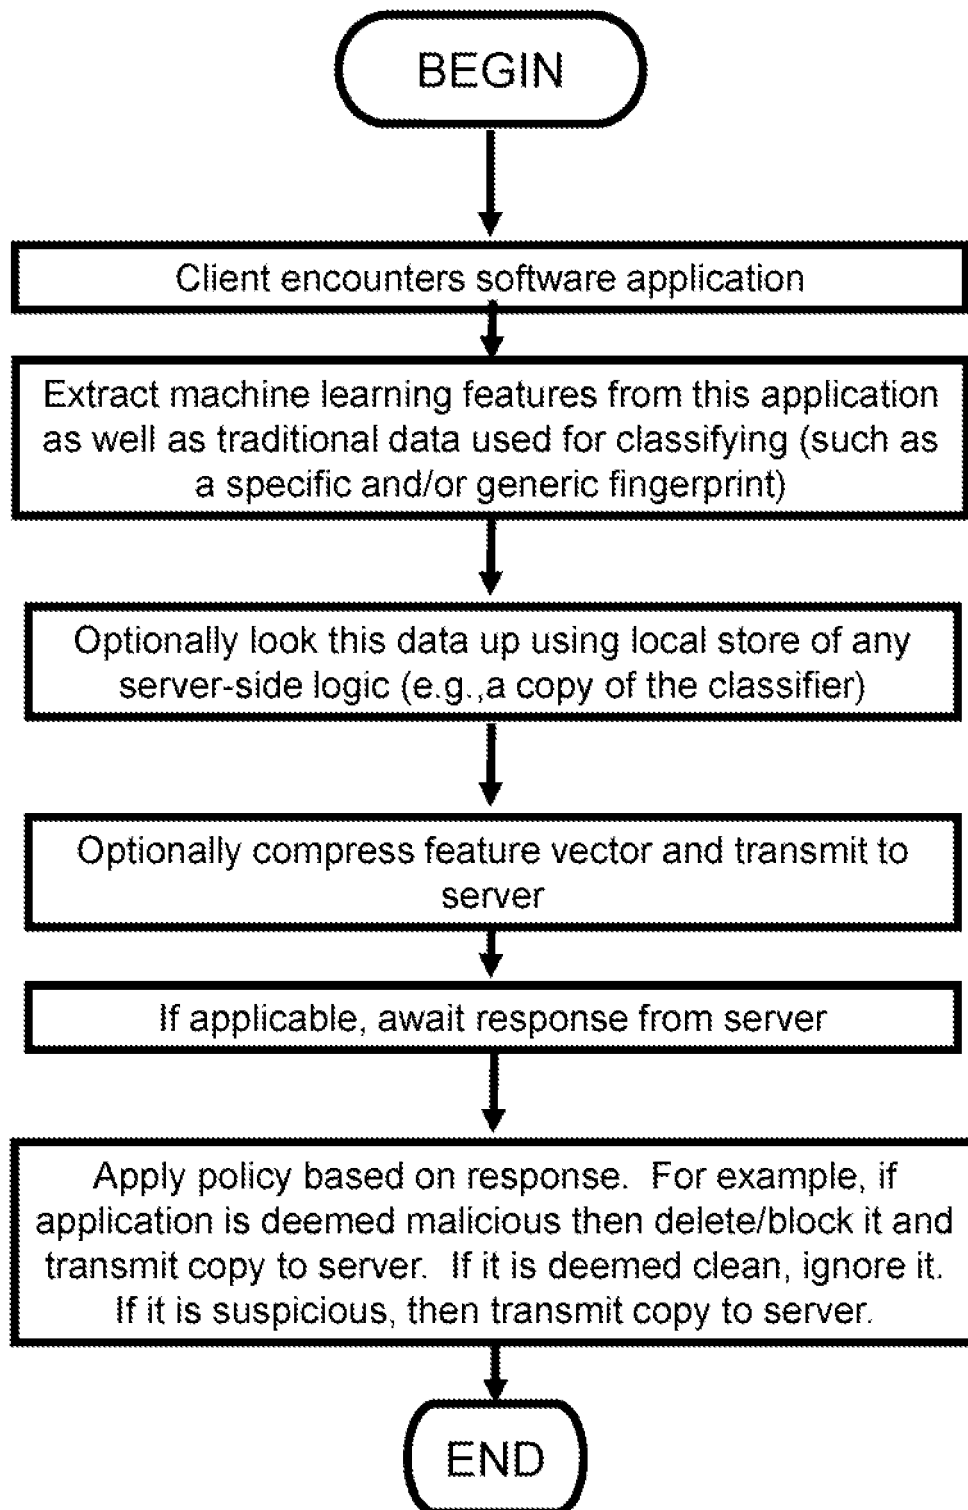 BEGIN
Client encounters software application
Extract machine learning features from this application
as well as traditional data used for classifying (such as
a specific and/or generic fingerprint)
Optionally look this data up using local store of any
server-side logic (e.g.,a copy of the classifier)
Optionally compress feature vector and transmit to
server
If applicable, await response from server
Apply policy based on response.  For example, if
application is deemed malicious then delete/block it and
transmit copy to server.  If it is deemed clean, ignore it.
If it is suspicious, then transmit copy to server.
END